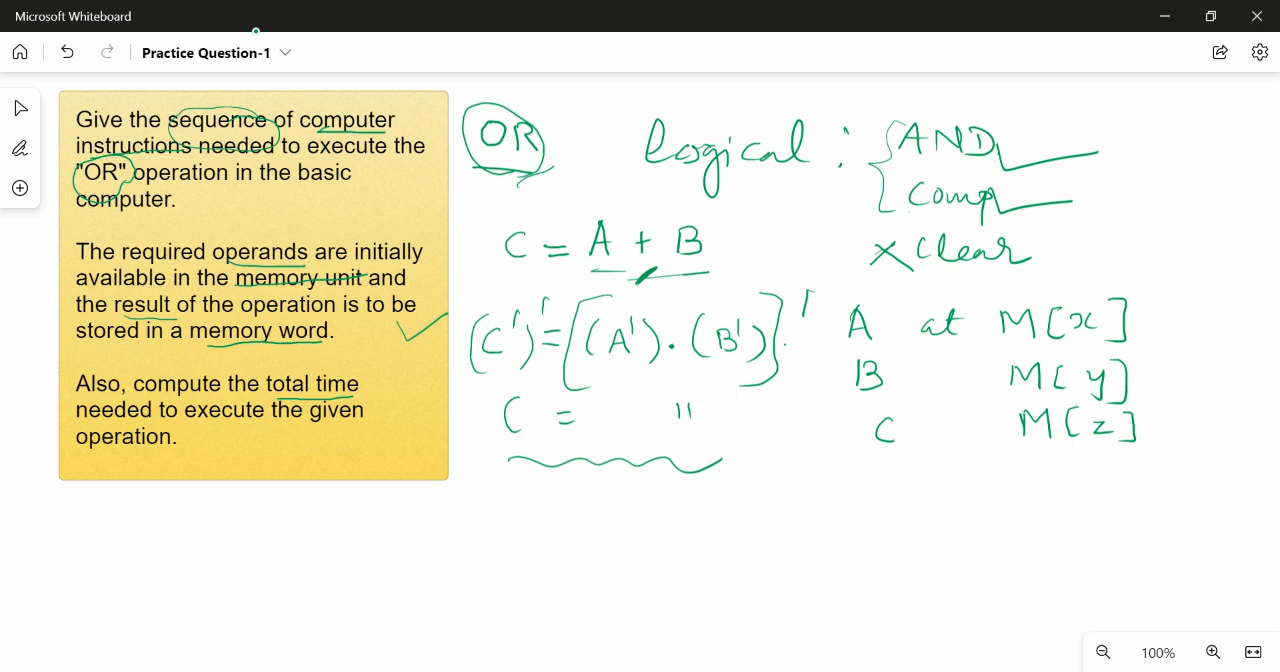 Microsoft Whiteboard
Practice Question-1
Give the sequence of computer
instructions needed to execute the
"OR" operation in the basic
computer.
The required operands are initially
available in the memory unit and
the result of the operation is to be
stored in a memory word.
Also, compute the total time
needed to execute the given
operation.
OR
Logical : { AND
Comp
× Clear
C = A + B
(C')' = [(A') . (B')]'
C = "
A at M[x]
B M[y]
C M[z]
100%